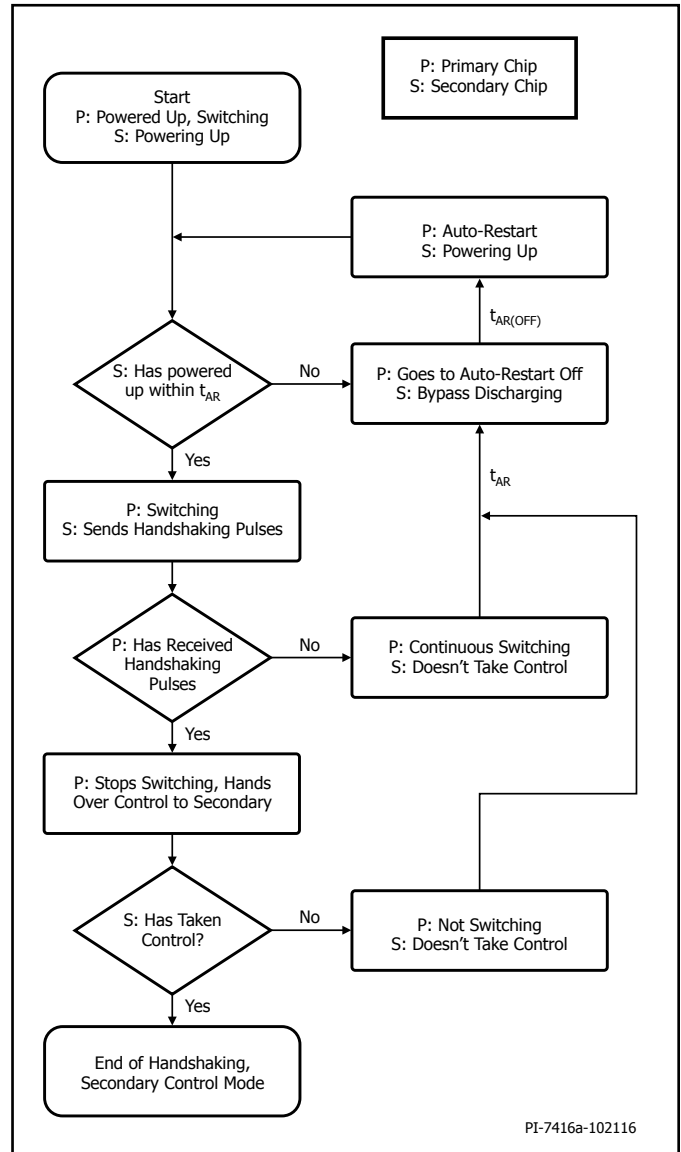 P: Primary Chip
S: Secondary Chip
Start
P: Powered Up, Switching
S: Powering Up
P: Auto-Restart
S: Powering Up
tAR(OFF)
S: Has powered
up within tAR
No
P: Goes to Auto-Restart Off
S: Bypass Discharging
Yes
tAR
P: Switching
S: Sends Handshaking Pulses
P: Has Received
Handshaking
Pulses
No
P: Continuous Switching
S: Doesn't Take Control
Yes
P: Stops Switching, Hands
Over Control to Secondary
S: Has Taken
Control?
No
P: Not Switching
S: Doesn't Take Control
Yes
End of Handshaking,
Secondary Control Mode
PI-7416a-102116